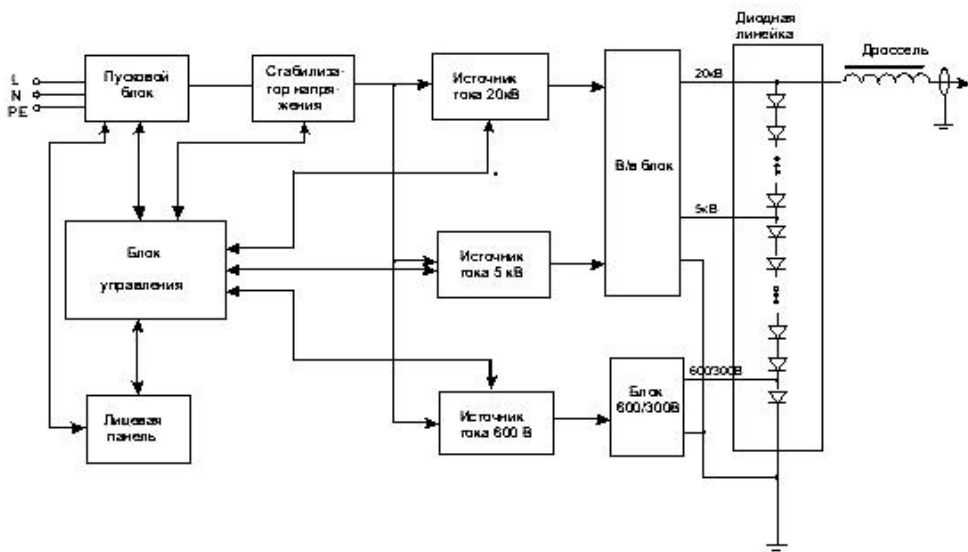 Диодная
линейка
Дроссель
L
N
PE
Пусковой
блок
Стабилиза-
тор напря-
жения
Источник
тока 20кВ
20кВ
В/в блок
5кВ
Блок
управления
Источник
тока 5 кВ
600/300В
Блок
600/300В
Лицевая
панель
Источник
тока 600 В